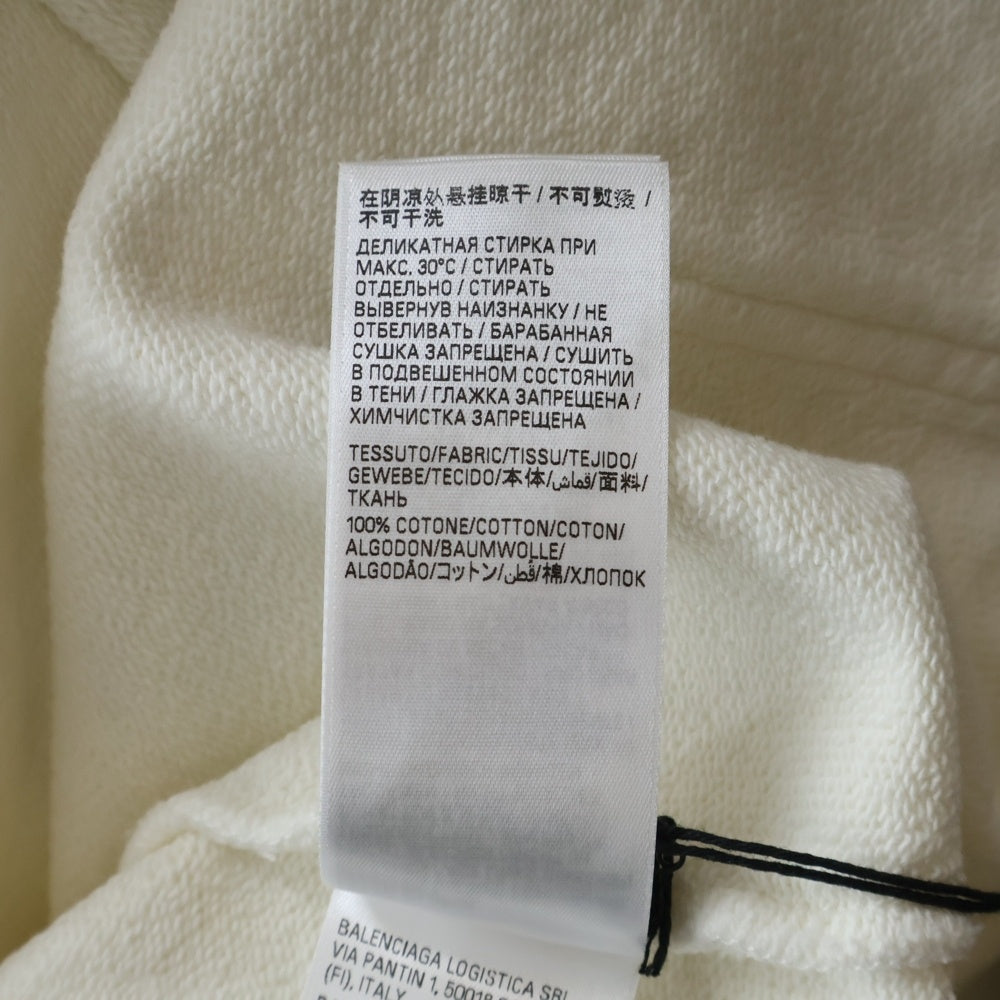 在阴凉处悬挂晾干 / 不可熨烫 /
不可干洗
ДЕЛИКАТНАЯ СТИРКА ПРИ
МАКС. 30°C / СТИРАТЬ
ОТДЕЛЬНО / СТИРАТЬ
ВЫВЕРНУВ НАИЗНАНКУ / НЕ
ОТБЕЛИВАТЬ / БАРАБАННАЯ
СУШКА ЗАПРЕЩЕНА / СУШИТЬ
В ПОДВЕШЕННОМ СОСТОЯНИИ
В ТЕНИ / ГЛАЖКА ЗАПРЕЩЕНА /
ХИМЧИСТКА ЗАПРЕЩЕНА
TESSUTO/FABRIC/TISSU/TEJIDO/
GEWEBE/TECIDO/本体/قماش/面料/
ТКАНЬ
100% COTONE/COTTON/COTON/
ALGODON/BAUMWOLLE/
ALGODÃO/コットン/قُطن/棉/ХЛОПОК
BALENCIAGA LOGISTICA SRL
VIA PANTIN 1, 50018
(FI), ITALY